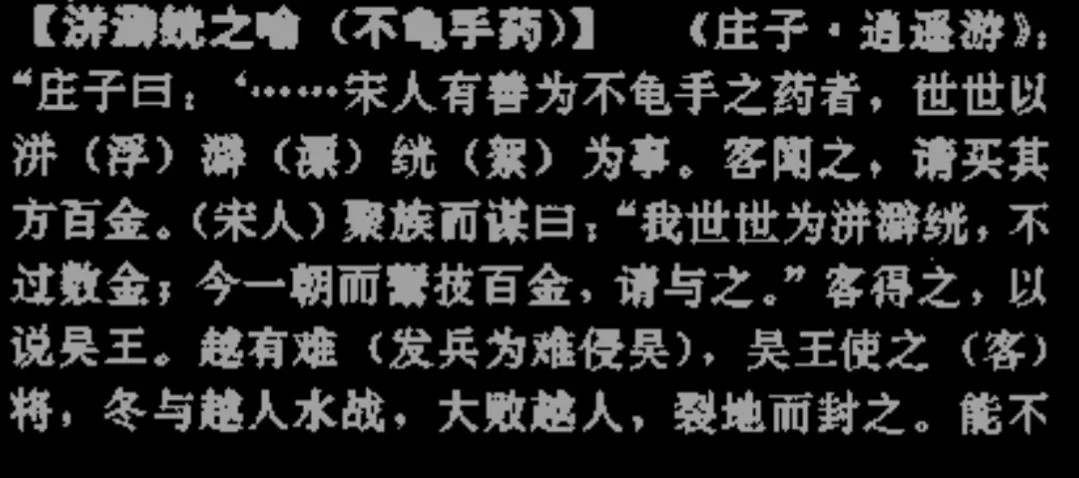 【洴澼絖之喻（不龟手药）】　《庄子·逍遥游》：
“庄子曰：‘……宋人有善为不龟手之药者，世世以
洴（浮）澼（漂）絖（絮）为事。客闻之，请买其
方百金。（宋人）聚族而谋曰：“我世世为洴澼絖，不
过数金；今一朝而鬻技百金，请与之。”客得之，以
说吴王。越有难（发兵为难侵吴），吴王使之（客）
将，冬与越人水战，大败越人，裂地而封之。能不